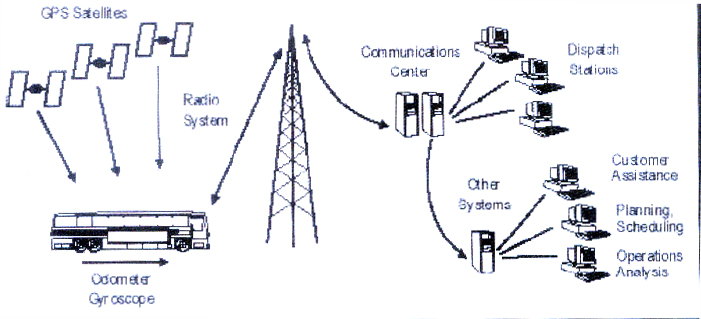 GPS Satellites
Radio
System
Communications
Center
Dispatch
Stations
Other
Systems
Customer
Assistance
Planning,
Scheduling
Operations
Analysis
Odometer
Gyroscope